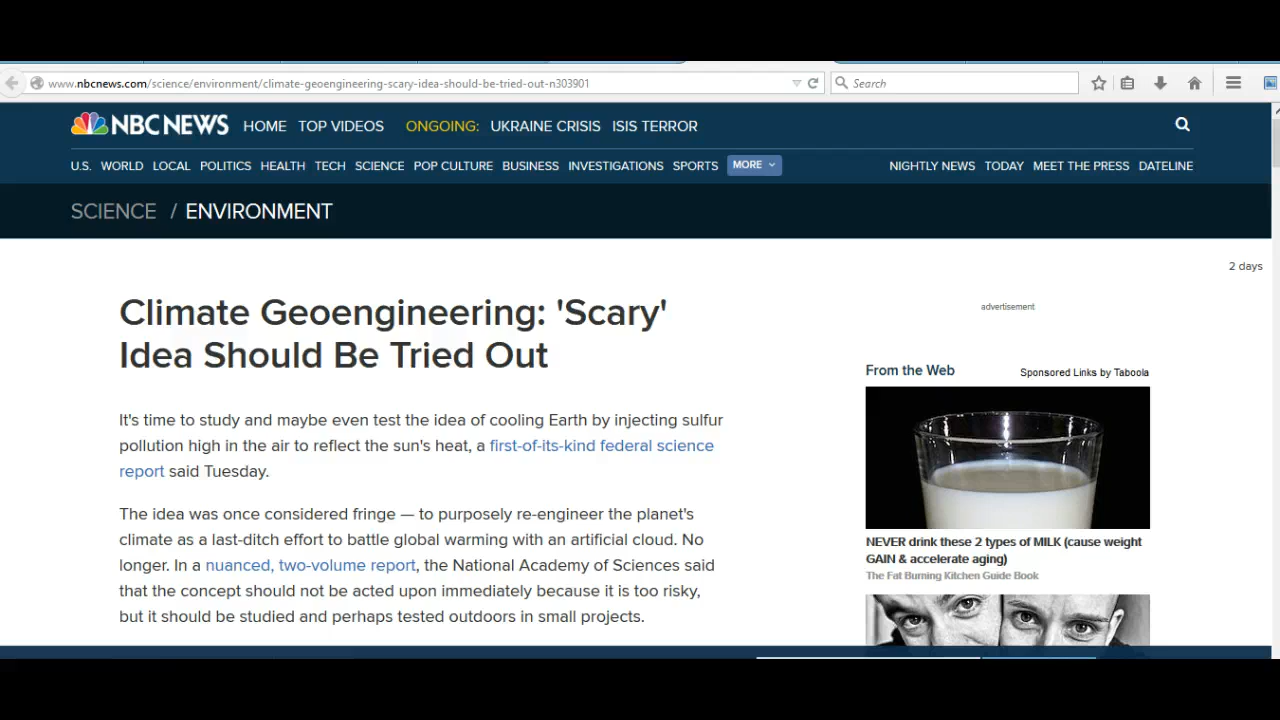 www.nbcnews.com/science/environment/climate-geoengineering-scary-idea-should-be-tried-out-n303901
Search
NBC NEWS HOME TOP VIDEOS ONGOING: UKRAINE CRISIS ISIS TERROR
U.S. WORLD LOCAL POLITICS HEALTH TECH SCIENCE POP CULTURE BUSINESS INVESTIGATIONS SPORTS MORE NIGHTLY NEWS TODAY MEET THE PRESS DATELINE
SCIENCE / ENVIRONMENT
2 days
Climate Geoengineering: 'Scary'
Idea Should Be Tried Out
It's time to study and maybe even test the idea of cooling Earth by injecting sulfur
pollution high in the air to reflect the sun's heat, a first-of-its-kind federal science
report said Tuesday.
The idea was once considered fringe — to purposely re-engineer the planet's
climate as a last-ditch effort to battle global warming with an artificial cloud. No
longer. In a nuanced, two-volume report, the National Academy of Sciences said
that the concept should not be acted upon immediately because it is too risky,
but it should be studied and perhaps tested outdoors in small projects.
advertisement
From the Web
Sponsored Links by Taboola
NEVER drink these 2 types of MILK (cause weight
GAIN & accelerate aging)
The Fat Burning Kitchen Guide Book